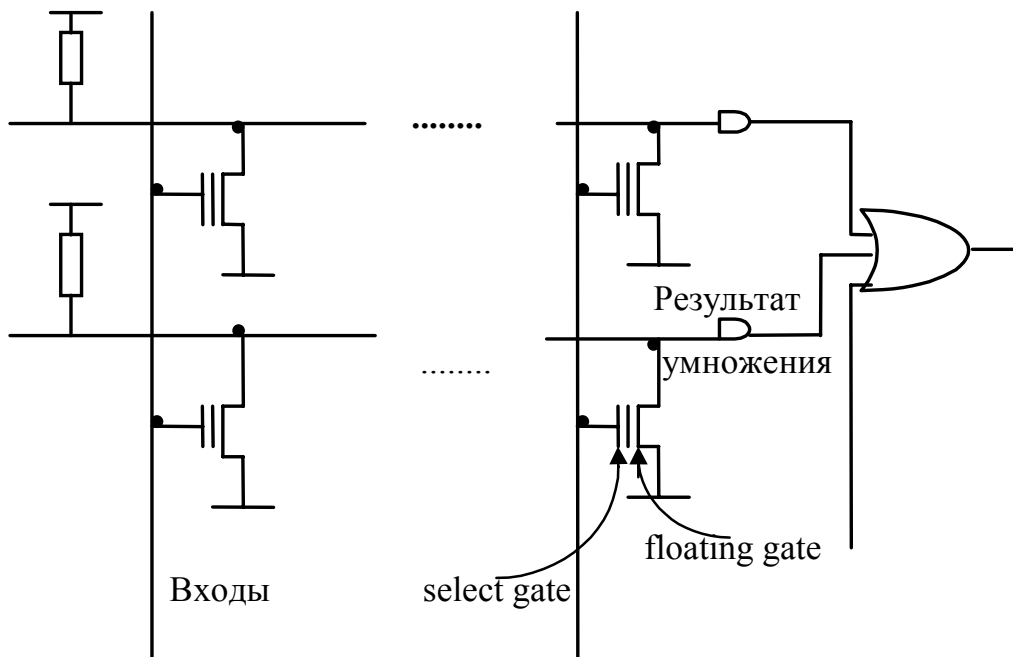 Результат
умножения
floating gate
select gate
Входы